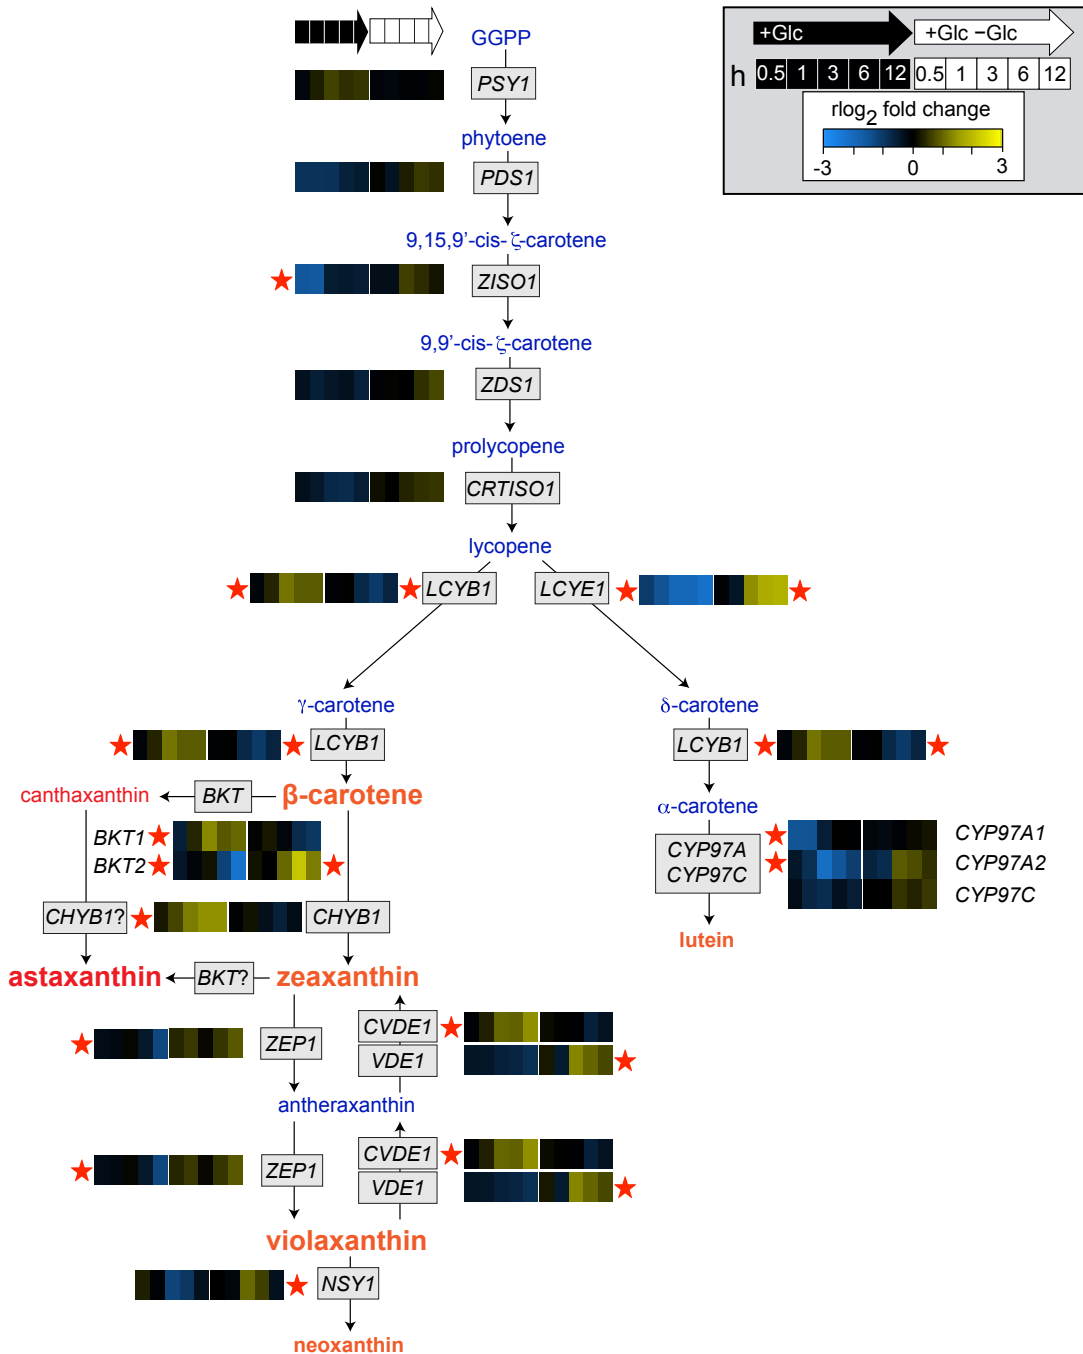 GGPP
+Glc
+Glc −Glc
h 0.5 1 3 6 12 0.5 1 3 6 12
rlog2 fold change
-3 0 3
PSY1
phytoene
PDS1
9,15,9'-cis-ζ-carotene
ZISO1
9,9'-cis-ζ-carotene
ZDS1
prolycopene
CRTISO1
lycopene
LCYB1
LCYE1
γ-carotene
δ-carotene
LCYB1
LCYB1
canthaxanthin
BKT
β-carotene
α-carotene
BKT1
BKT2
CYP97A
CYP97C
CYP97A1
CYP97A2
CYP97C
CHYB1?
CHYB1
lutein
astaxanthin
BKT?
zeaxanthin
ZEP1
CVDE1
VDE1
antheraxanthin
ZEP1
CVDE1
VDE1
violaxanthin
NSY1
neoxanthin